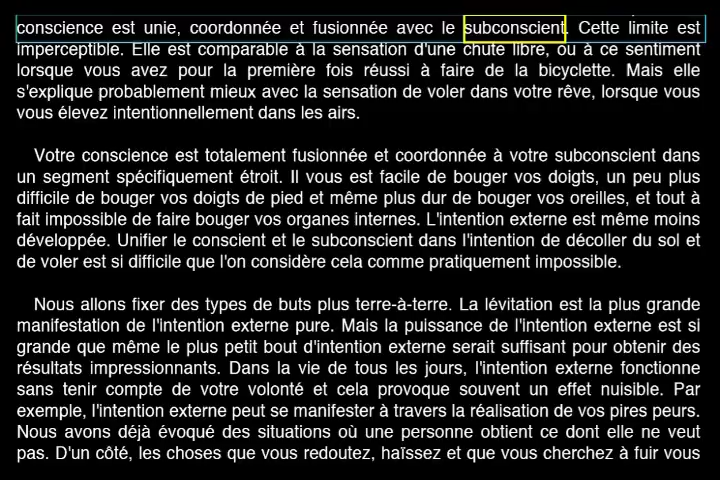 conscience est unie, coordonnée et fusionnée avec le subconscient. Cette limite est
imperceptible. Elle est comparable à la sensation d'une chute libre, ou à ce sentiment
lorsque vous avez pour la première fois réussi à faire de la bicyclette. Mais elle
s'explique probablement mieux avec la sensation de voler dans votre rêve, lorsque vous
vous élevez intentionnellement dans les airs.
Votre conscience est totalement fusionnée et coordonnée à votre subconscient dans
un segment spécifiquement étroit. Il vous est facile de bouger vos doigts, un peu plus
difficile de bouger vos doigts de pied et même plus dur de bouger vos oreilles, et tout à
fait impossible de faire bouger vos organes internes. L'intention externe est même moins
développée. Unifier le conscient et le subconscient dans l'intention de décoller du sol et
de voler est si difficile que l'on considère cela comme pratiquement impossible.
Nous allons fixer des types de buts plus terre-à-terre. La lévitation est la plus grande
manifestation de l'intention externe pure. Mais la puissance de l'intention externe est si
grande que même le plus petit bout d'intention externe serait suffisant pour obtenir des
résultats impressionnants. Dans la vie de tous les jours, l'intention externe fonctionne
sans tenir compte de votre volonté et cela provoque souvent un effet nuisible. Par
exemple, l'intention externe peut se manifester à travers la réalisation de vos pires peurs.
Nous avons déjà évoqué des situations où une personne obtient ce dont elle ne veut
pas. D'un côté, les choses que vous redoutez, haïssez et que vous cherchez à fuir vous